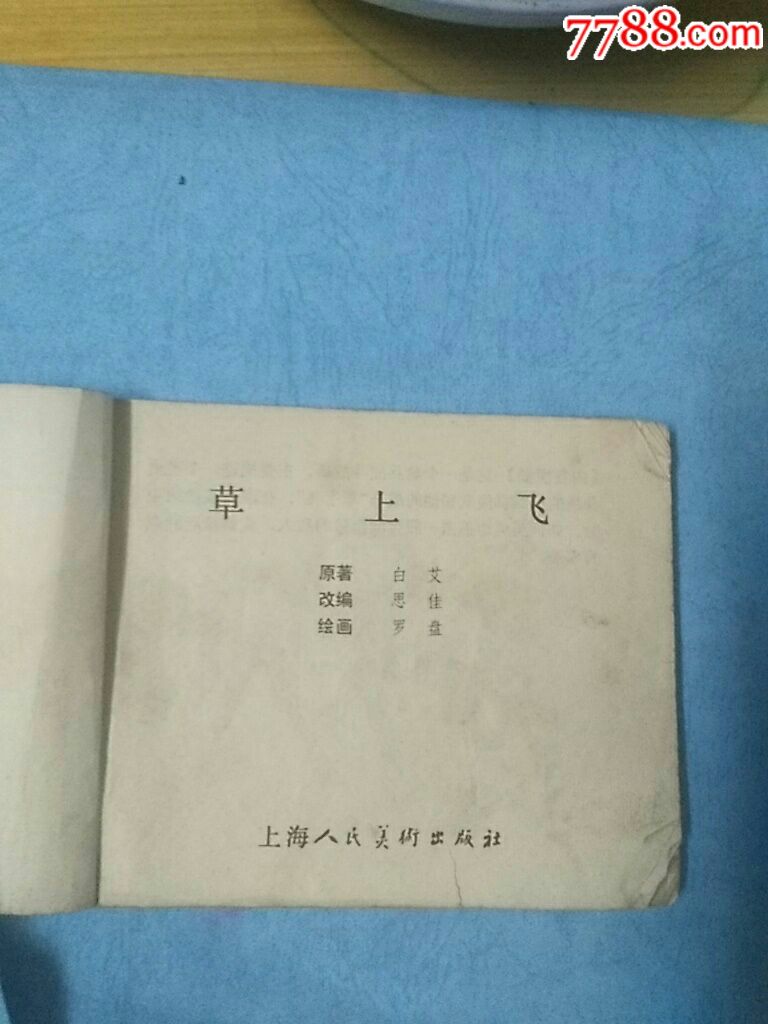 7788.com
草上飞
原著 白艾
改编 思佳
绘画 罗盘
上海人民美術出版社